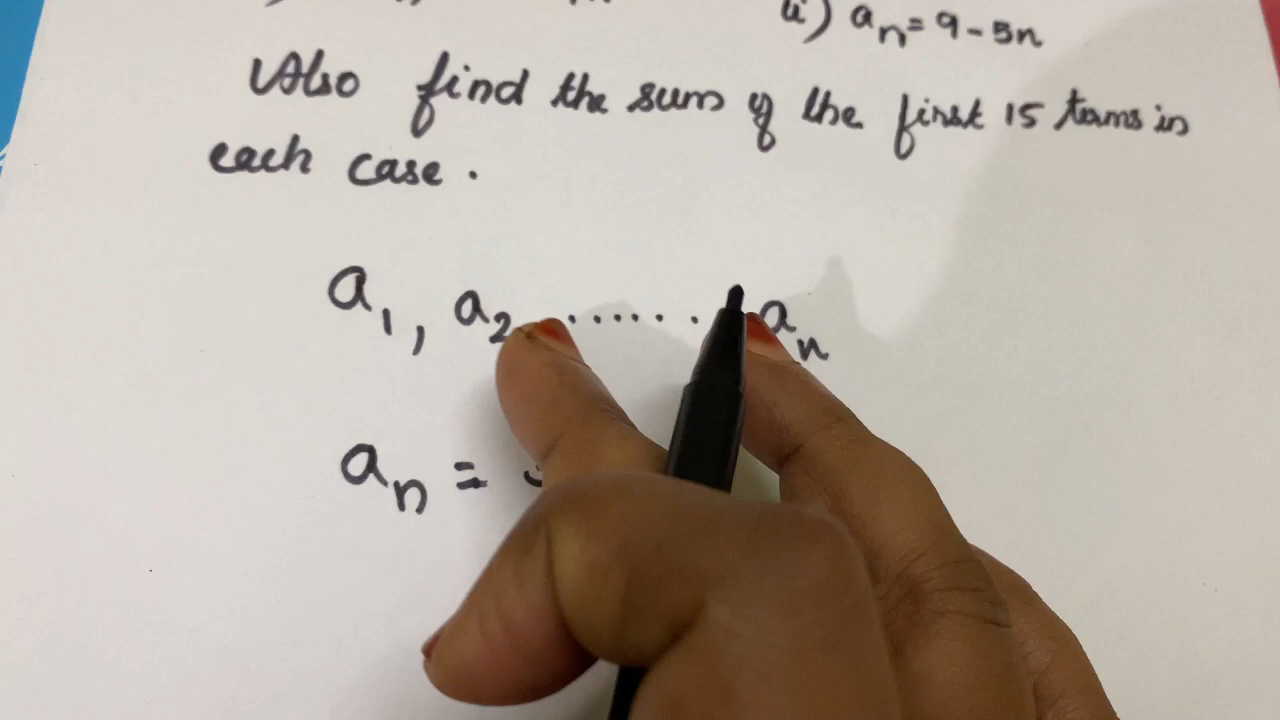 ii) an = 9 - 5n
Also find the sum of the first 15 terms in
each case.
a1, a2 ....... an
an =